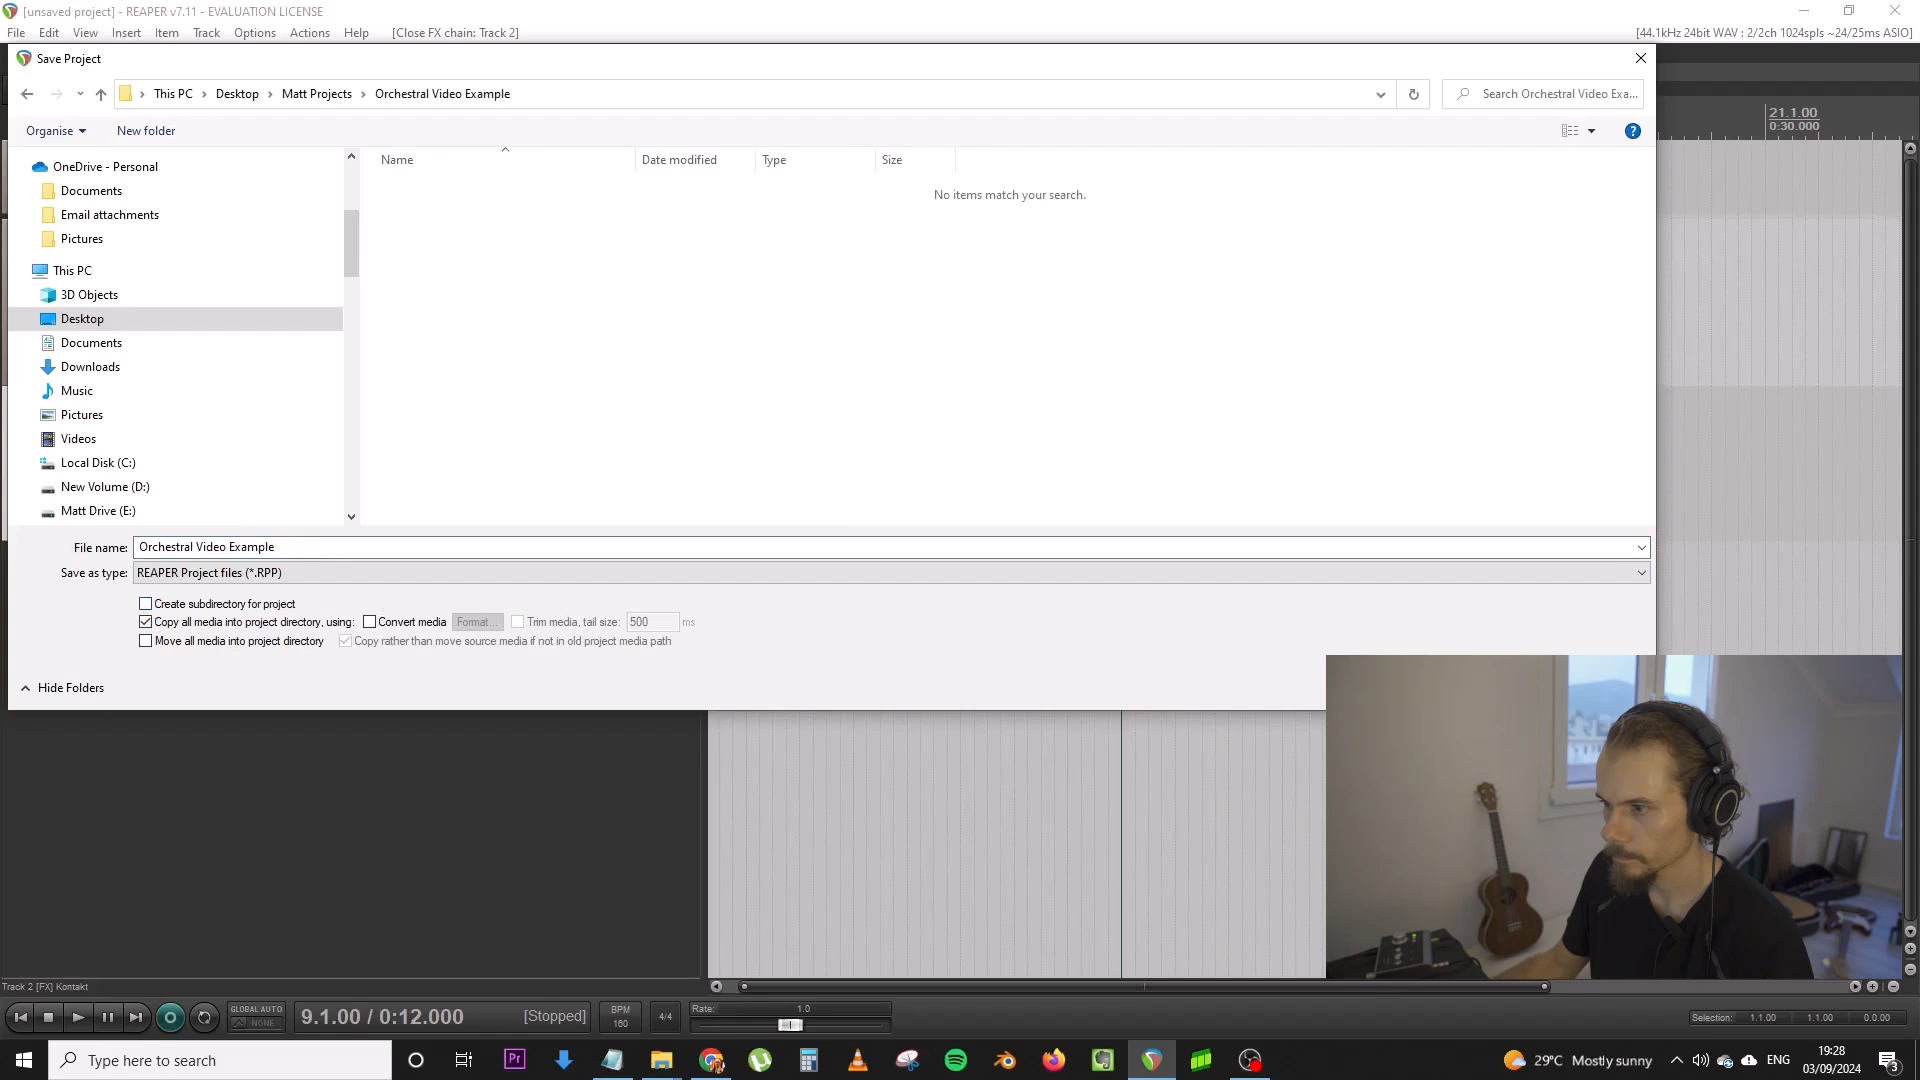 [unsaved project] - REAPER v7.11 - EVALUATION LICENSE
File Edit View Insert Item Track Options Actions Help [Close FX chain: Track 2] [44.1kHz 24bit WAV : 2/2ch 1024spls ~24/25ms ASIO]
Save Project
This PC > Desktop > Matt Projects > Orchestral Video Example
Search Orchestral Video Exa...
Organise New folder
Name Date modified Type Size
No items match your search.
OneDrive - Personal
Documents
Email attachments
Pictures
This PC
3D Objects
Desktop
Documents
Downloads
Music
Pictures
Videos
Local Disk (C:)
New Volume (D:)
Matt Drive (E:)
21.1.00
0:30.000
File name: Orchestral Video Example
Save as type: REAPER Project files (*.RPP)
Create subdirectory for project
Copy all media into project directory, using: Convert media Format... Trim media, tail size: 500 ms
Move all media into project directory Copy rather than move source media if not in old project media path
Hide Folders
Track 2 [FX] Kontakt
GLOBAL AUTO
NONE
9.1.00 / 0:12.000 [Stopped]
BPM
160
4/4
Rate: 1.0
Selection: 1.1.00 1.1.00 0.0.00
Type here to search
Pr
29°C Mostly sunny
ENG
19:28
03/09/2024
3